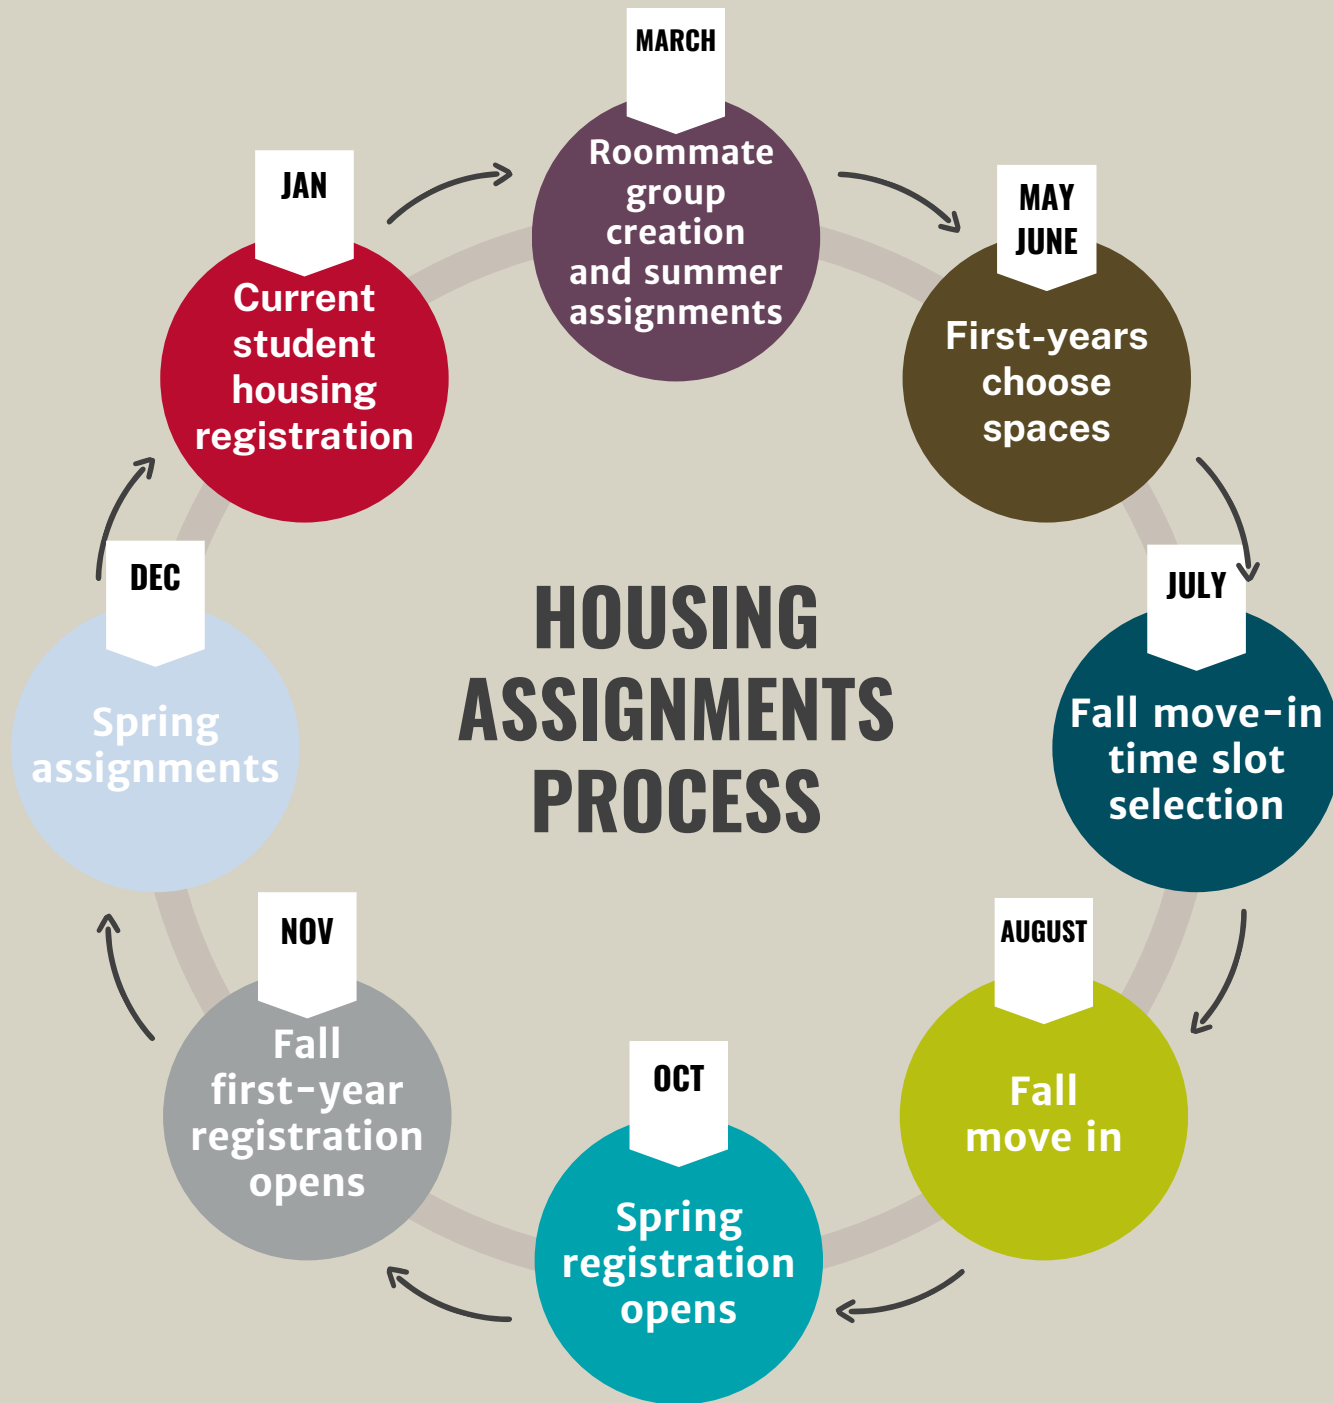 HOUSING
ASSIGNMENTS
PROCESS
JAN
Current
student
housing
registration
MARCH
Roommate
group
creation
and summer
assignments
MAY
JUNE
First-years
choose
spaces
JULY
Fall move-in
time slot
selection
AUGUST
Fall
move in
OCT
Spring
registration
opens
NOV
Fall
first-year
registration
opens
DEC
Spring
assignments